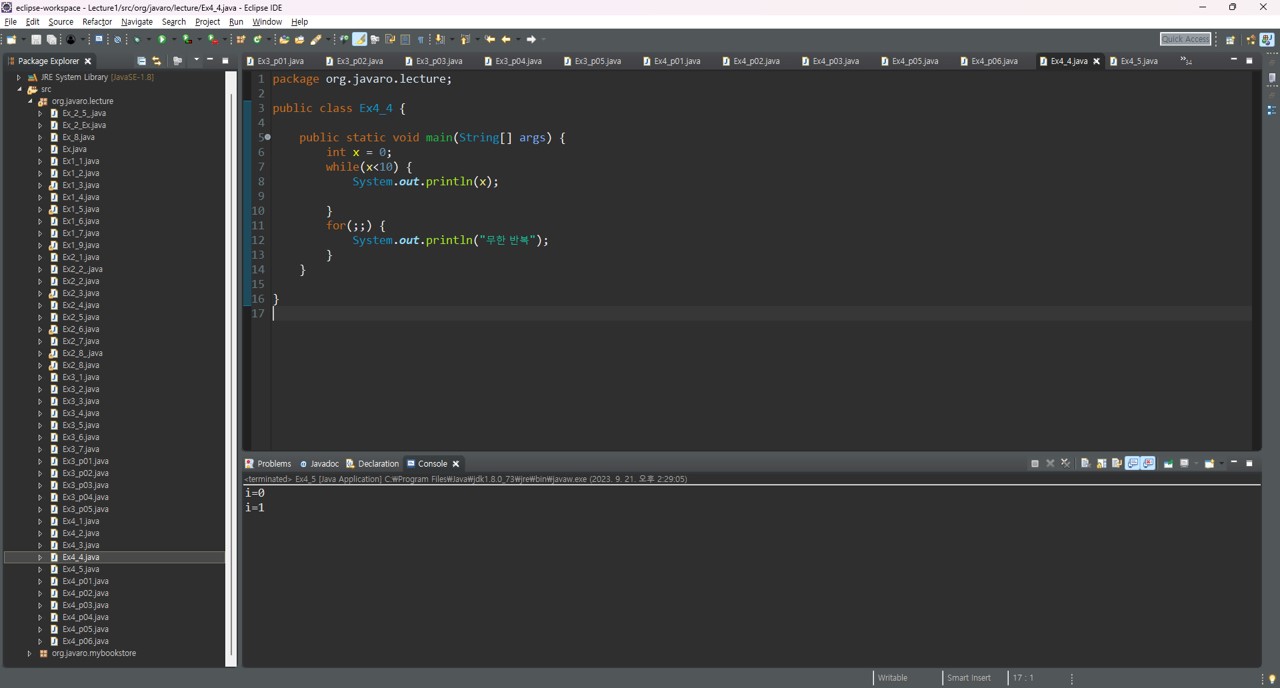 eclipse-workspace - Lecture1/src/org/javaro/lecture/Ex4_4.java - Eclipse IDE
File Edit Source Refactor Navigate Search Project Run Window Help
Quick Access
Package Explorer
JRE System Library [JavaSE-1.8]
src
org.javaro.lecture
Ex_2_5_.java
Ex_2_Ex.java
Ex_8.java
Ex.java
Ex1_1.java
Ex1_2.java
Ex1_3.java
Ex1_4.java
Ex1_5.java
Ex1_6.java
Ex1_7.java
Ex1_9.java
Ex2_1.java
Ex2_2_.java
Ex2_2.java
Ex2_3.java
Ex2_4.java
Ex2_5.java
Ex2_6.java
Ex2_7.java
Ex2_8_.java
Ex2_8.java
Ex3_1.java
Ex3_2.java
Ex3_3.java
Ex3_4.java
Ex3_5.java
Ex3_6.java
Ex3_7.java
Ex3_p01.java
Ex3_p02.java
Ex3_p03.java
Ex3_p04.java
Ex3_p05.java
Ex4_1.java
Ex4_2.java
Ex4_3.java
Ex4_4.java
Ex4_5.java
Ex4_p01.java
Ex4_p02.java
Ex4_p03.java
Ex4_p04.java
Ex4_p05.java
Ex4_p06.java
org.javaro.mybookstore
Ex3_p01.java Ex3_p02.java Ex3_p03.java Ex3_p04.java Ex3_p05.java Ex4_p01.java Ex4_p02.java Ex4_p03.java Ex4_p05.java Ex4_p06.java Ex4_4.java Ex4_5.java
1 package org.javaro.lecture;
2
3 public class Ex4_4 {
4
5 public static void main(String[] args) {
6 int x = 0;
7 while(x<10) {
8 System.out.println(x);
9
10 }
11 for(;;) {
12 System.out.println("무한 반복");
13 }
14 }
15
16 }
17
Problems Javadoc Declaration Console
<terminated> Ex4_5 [Java Application] C:₩Program Files₩Java₩jdk1.8.0_73₩jre₩bin₩javaw.exe (2023. 9. 21. 오후 2:29:05)
i=0
i=1
Writable Smart Insert 17 : 1